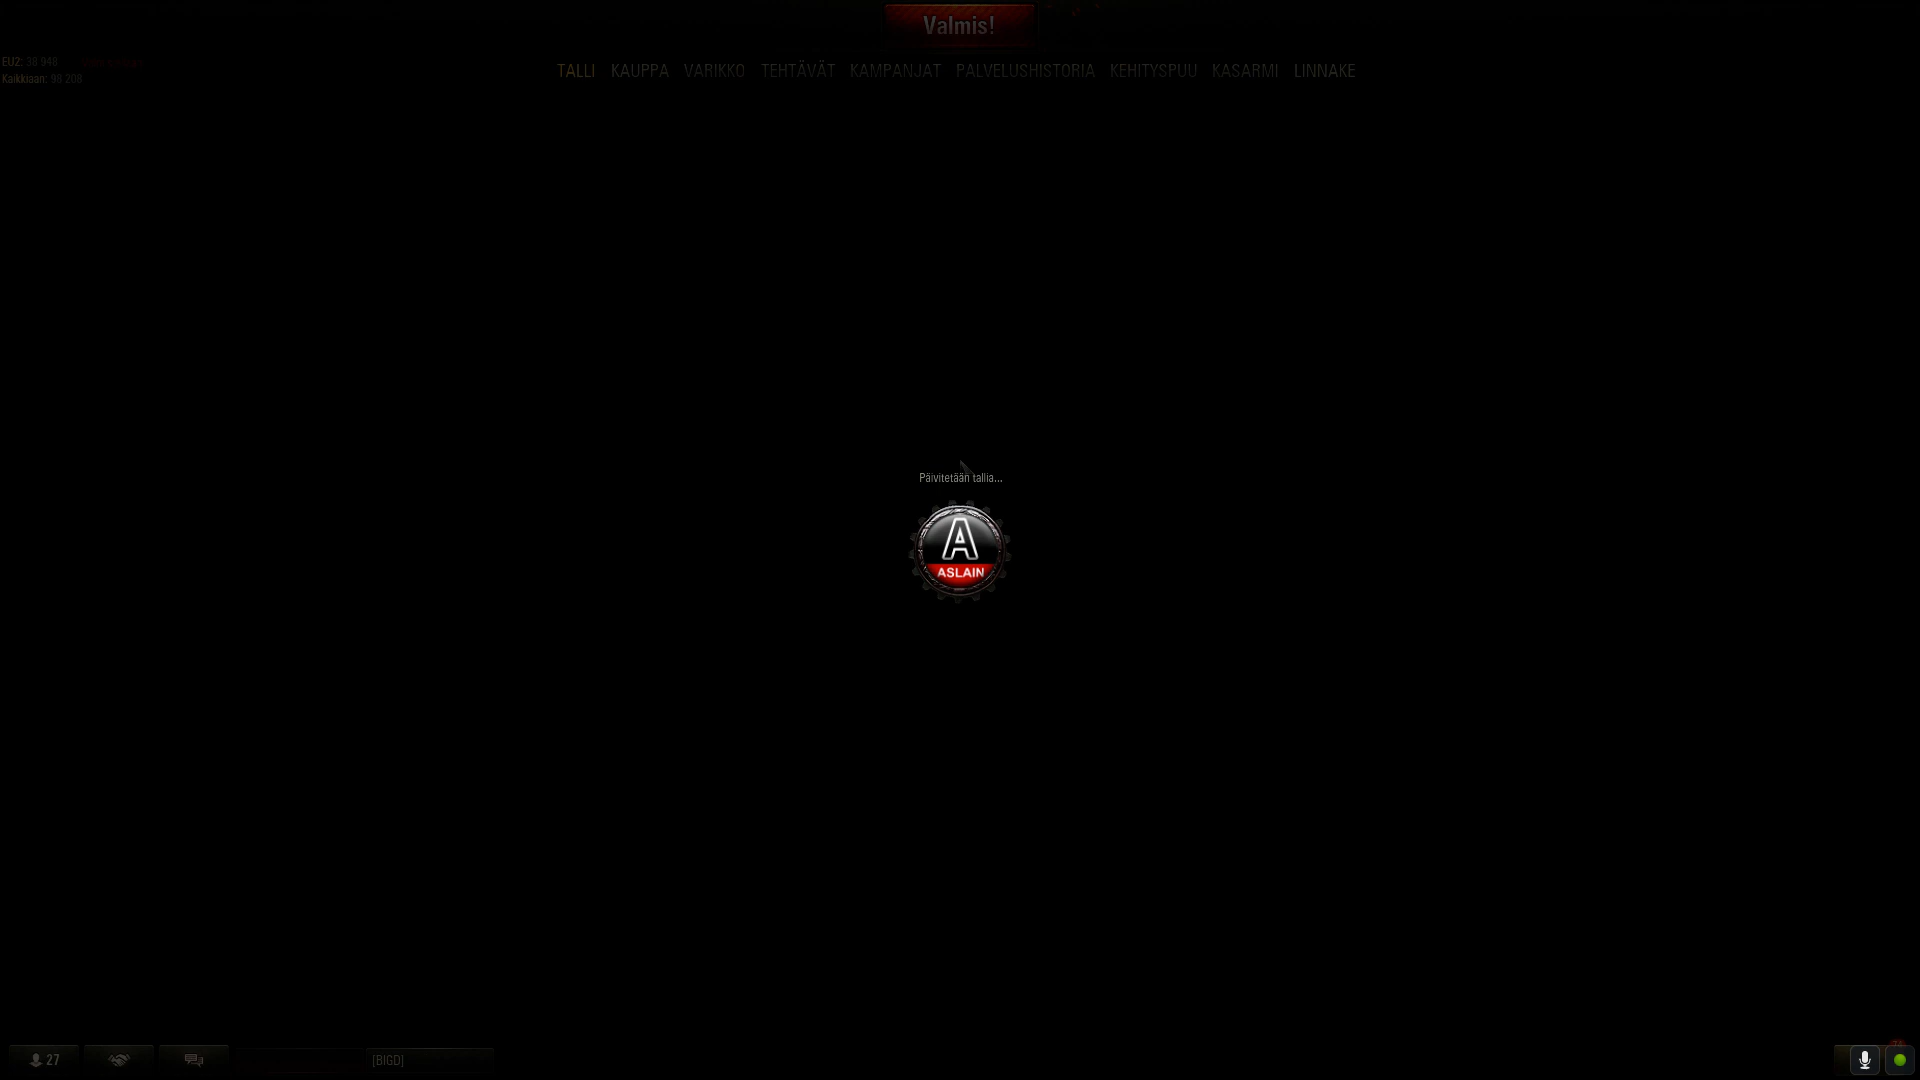 Valmis!
EU2: 38 948
Kaikkiaan: 98 208
TALLI KAUPPA VARIKKO TEHTÄVÄT KAMPANJAT PALVELUSHISTORIA KEHITYSPUU KASARMI LINNAKE
Päivitetään tallia...
A
ASLAIN
27
[BIGD]